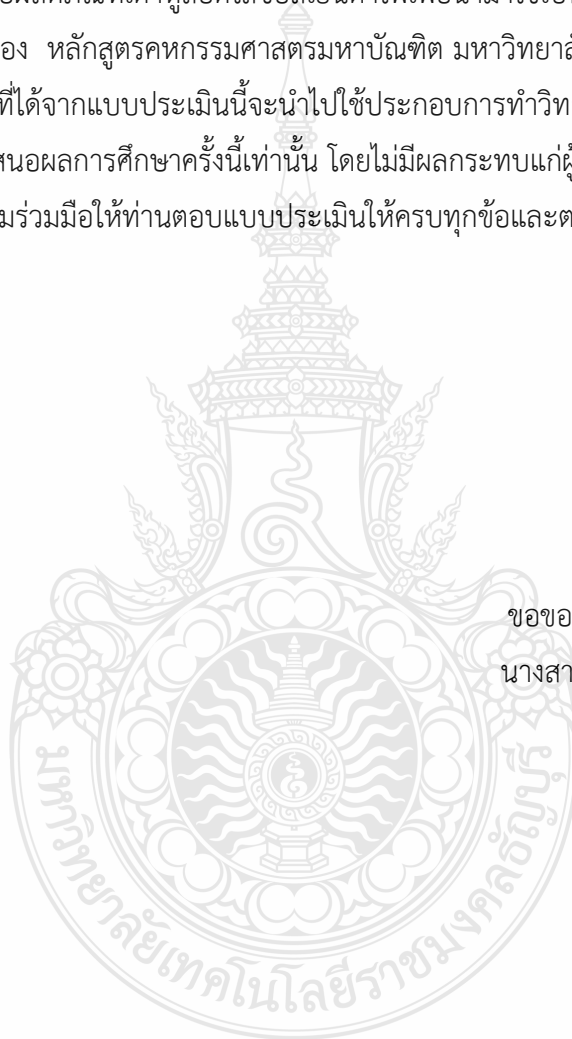 อง หลักสูตรคหกรรมศาสตรมหาบัณฑิต มหาวิทยาลั
ที่ได้จากแบบประเมินนี้จะนำไปใช้ประกอบการทำวิท
สนอผลการศึกษาครั้งนี้เท่านั้น โดยไม่มีผลกระทบแก่ผู้
มร่วมมือให้ท่านตอบแบบประเมินให้ครบทุกข้อและต
ขอขอ
นางสา
มหาวิทยาลัยเทคโนโลยีราชมงคลธัญบุรี